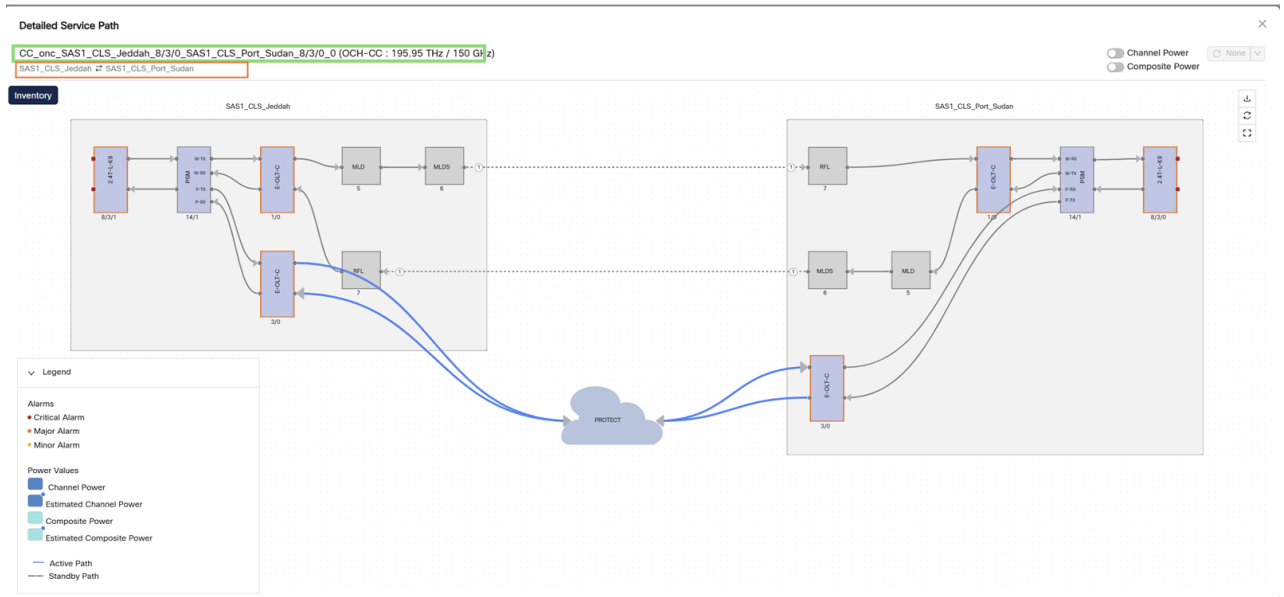 Detailed Service Path
CC_onc_SAS1_CLS_Jeddah_8/3/0_SAS1_CLS_Port_Sudan_8/3/0_0 (OCH-CC : 195.95 THz / 150 GHz)
SAS1_CLS_Jeddah ⇄ SAS1_CLS_Port_Sudan
Channel Power
Composite Power
None
Inventory
SAS1_CLS_Jeddah
2.4T-L-K9
8/3/1
PSM
W-TX
W-RX
P-TX
P-RX
14/1
E-OLT-C
1/0
MLD
5
MLDS
6
1
E-OLT-C
3/0
RFL
7
1
PROTECT
SAS1_CLS_Port_Sudan
1
RFL
7
E-OLT-C
1/0
W-RX
W-TX
P-RX
P-TX
PSM
14/1
2.4T-L-K9
8/3/0
1
MLDS
6
MLD
5
E-OLT-C
3/0
Legend
Alarms
Critical Alarm
Major Alarm
Minor Alarm
Power Values
Channel Power
Estimated Channel Power
Composite Power
Estimated Composite Power
Active Path
Standby Path